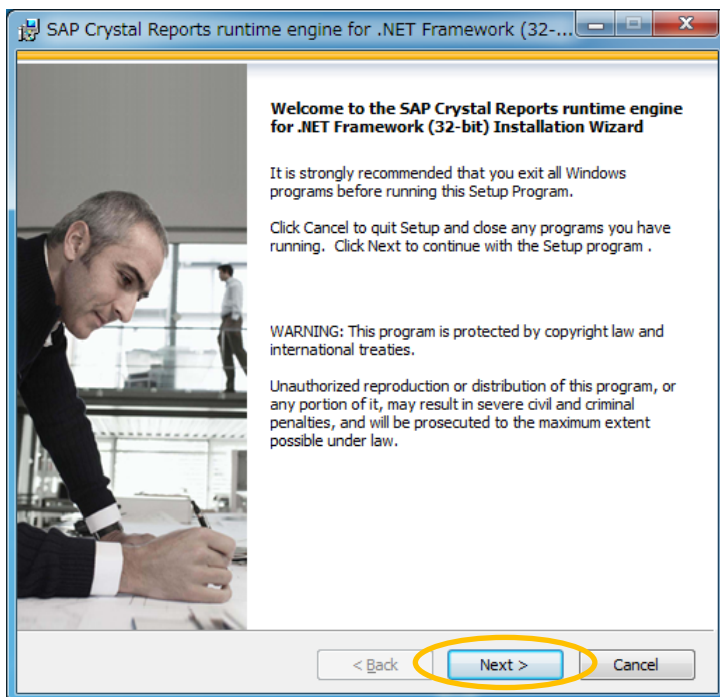 SAP Crystal Reports runtime engine for .NET Framework (32-...
Welcome to the SAP Crystal Reports runtime engine
for .NET Framework (32-bit) Installation Wizard
It is strongly recommended that you exit all Windows
programs before running this Setup Program.
Click Cancel to quit Setup and close any programs you have
running. Click Next to continue with the Setup program .
WARNING: This program is protected by copyright law and
international treaties.
Unauthorized reproduction or distribution of this program, or
any portion of it, may result in severe civil and criminal
penalties, and will be prosecuted to the maximum extent
possible under law.
< Back Next > Cancel